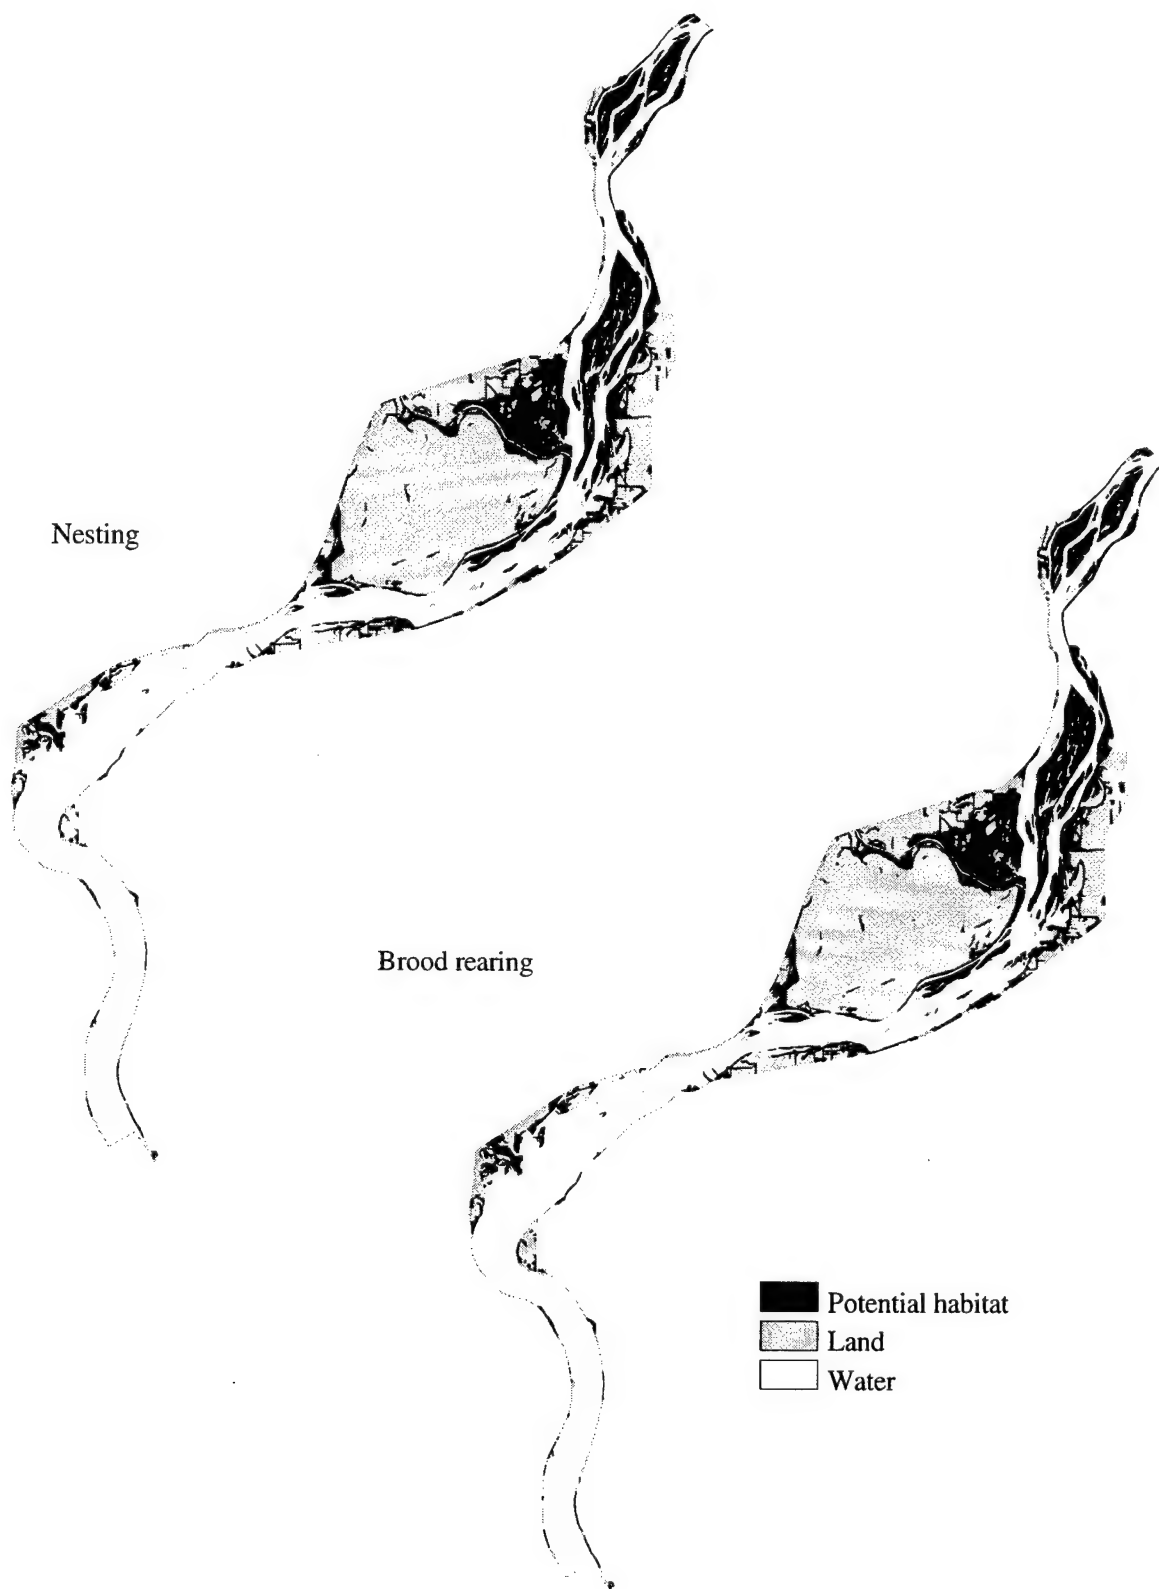 Nesting
Brood rearing
Potential habitat
Land
Water